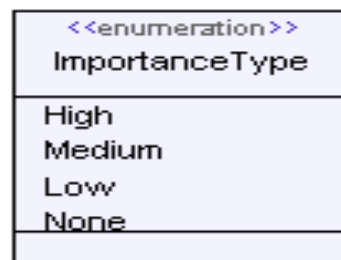 <<enumeration>>
ImportanceType
High
Medium
Low
None